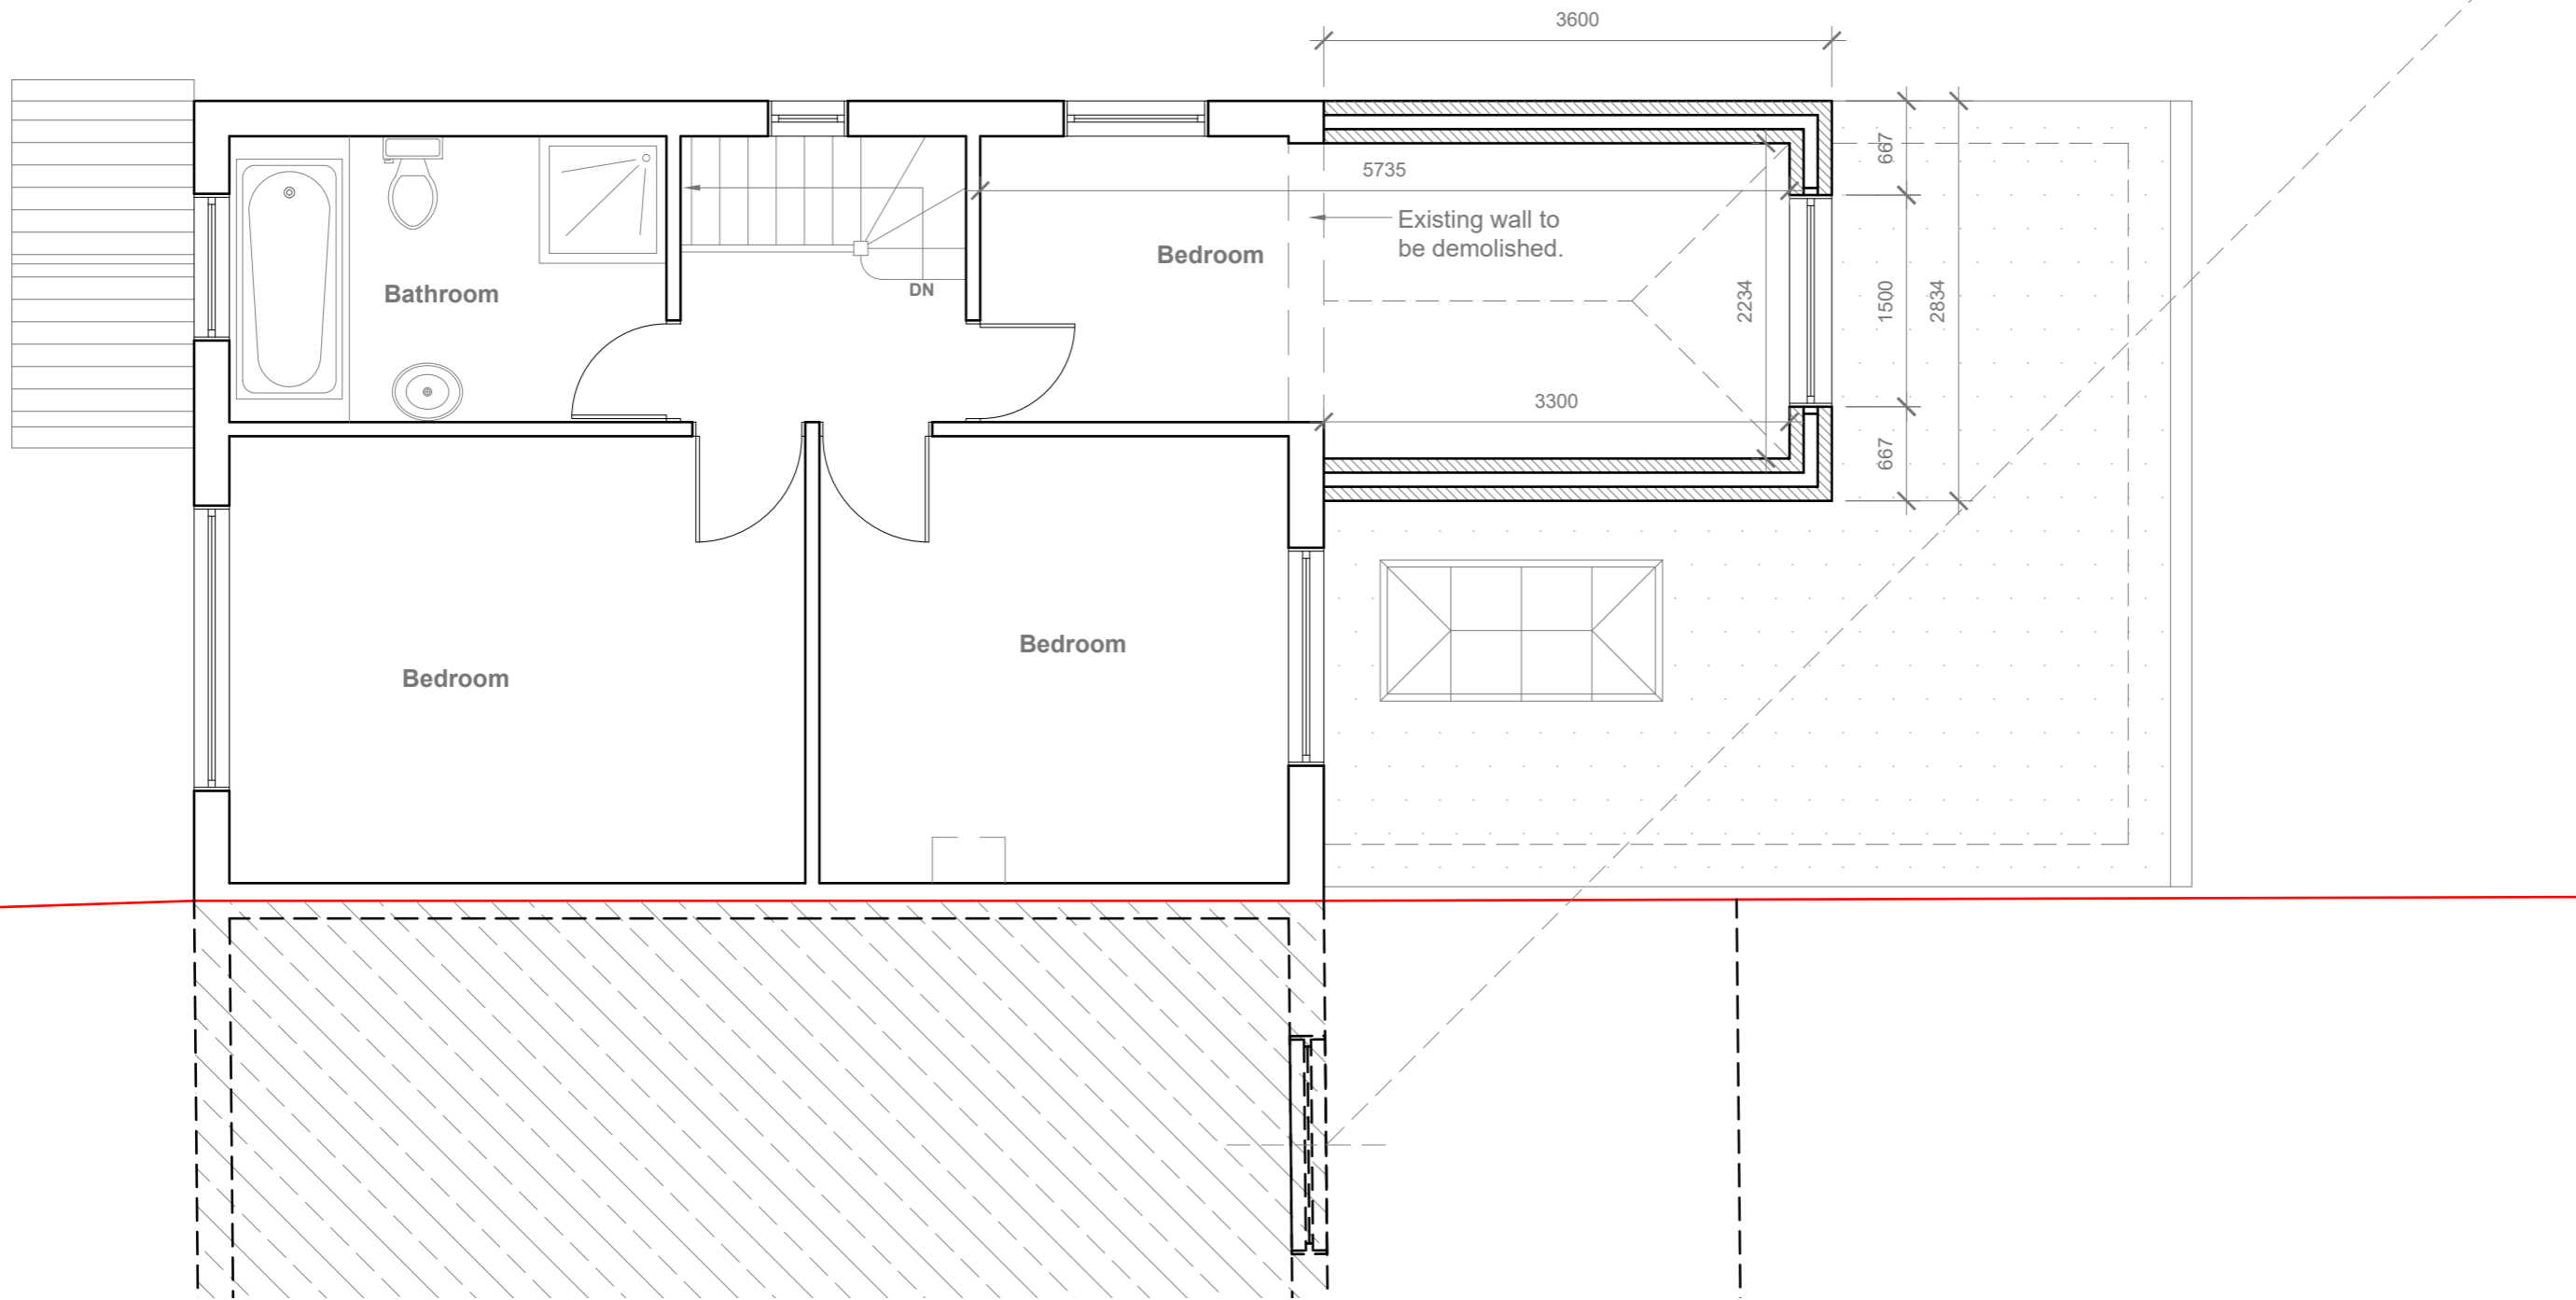 3600
667
5735
Existing wall to
be demolished.
Bedroom
Bathroom
DN
2234
1500
2834
3300
667
Bedroom
Bedroom